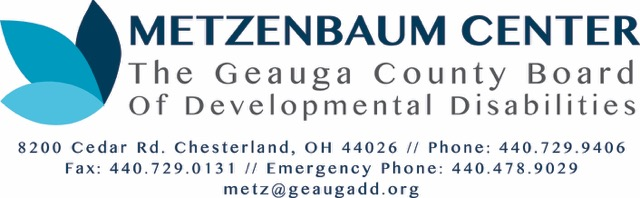 METZENBAUM CENTER
The Geauga County Board
Of Developmental Disabilities
8200 Cedar Rd. Chesterland, OH 44026 // Phone: 440.729.9406
Fax: 440.729.0131 // Emergency Phone: 440.478.9029
metz@geaugadd.org